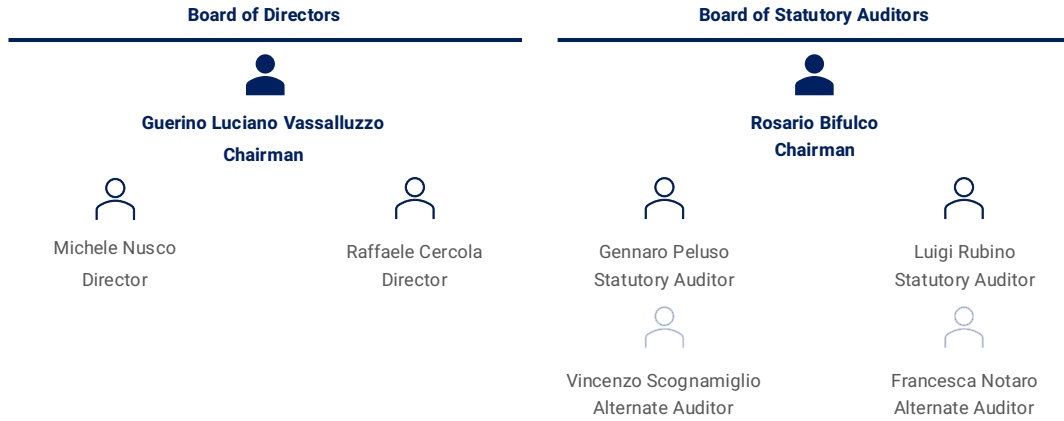 Board of Directors
Guerino Luciano Vassalluzzo
Chairman
Michele Nusco
Director
Raffaele Cercola
Director
Board of Statutory Auditors
Rosario Bifulco
Chairman
Gennaro Peluso
Statutory Auditor
Luigi Rubino
Statutory Auditor
Vincenzo Scognamiglio
Alternate Auditor
Francesca Notaro
Alternate Auditor